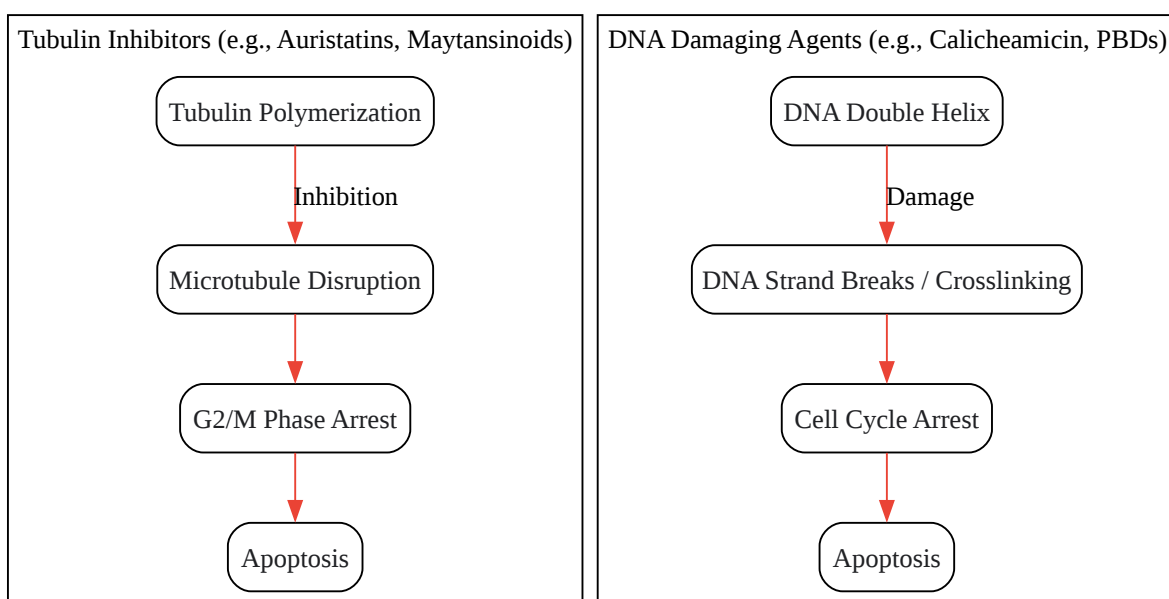 Tubulin Inhibitors (e.g., Auristatins, Maytansinoids)
Tubulin Polymerization
Inhibition
Microtubule Disruption
G2/M Phase Arrest
Apoptosis
DNA Damaging Agents (e.g., Calicheamicin, PBDs)
DNA Double Helix
Damage
DNA Strand Breaks / Crosslinking
Cell Cycle Arrest
Apoptosis